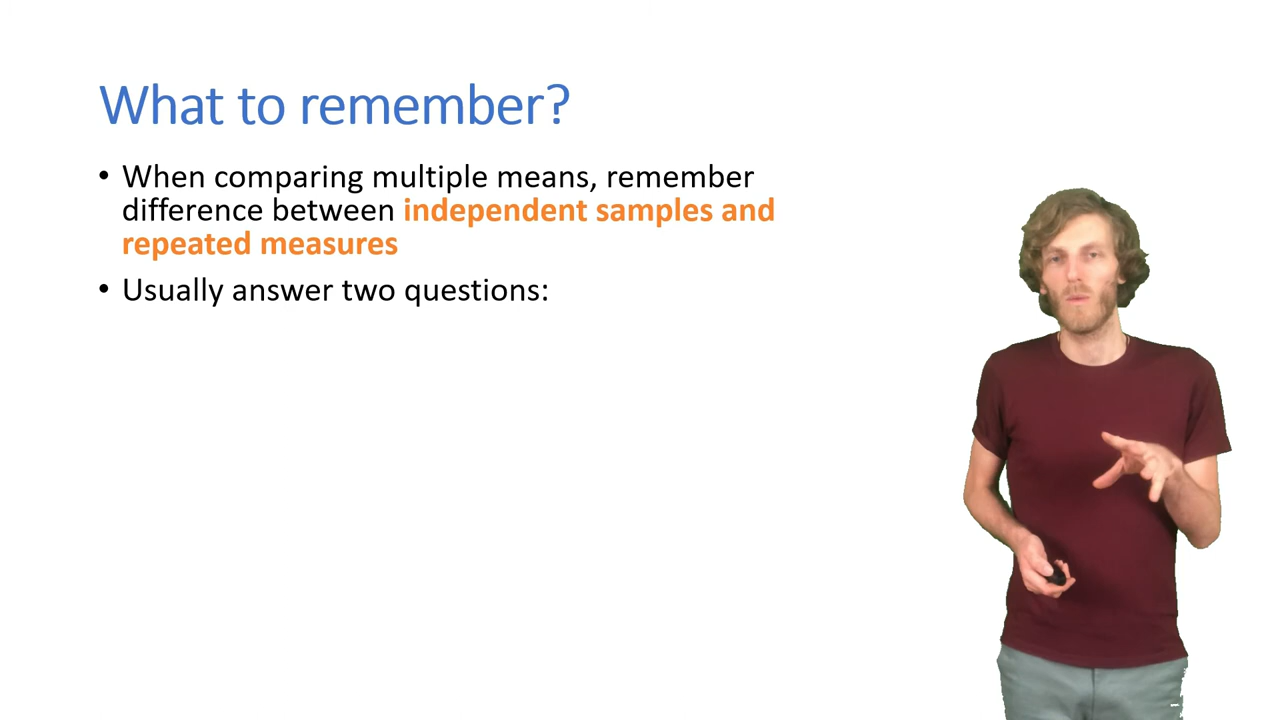 What to remember?
• When comparing multiple means, remember
difference between independent samples and
repeated measures
• Usually answer two questions: